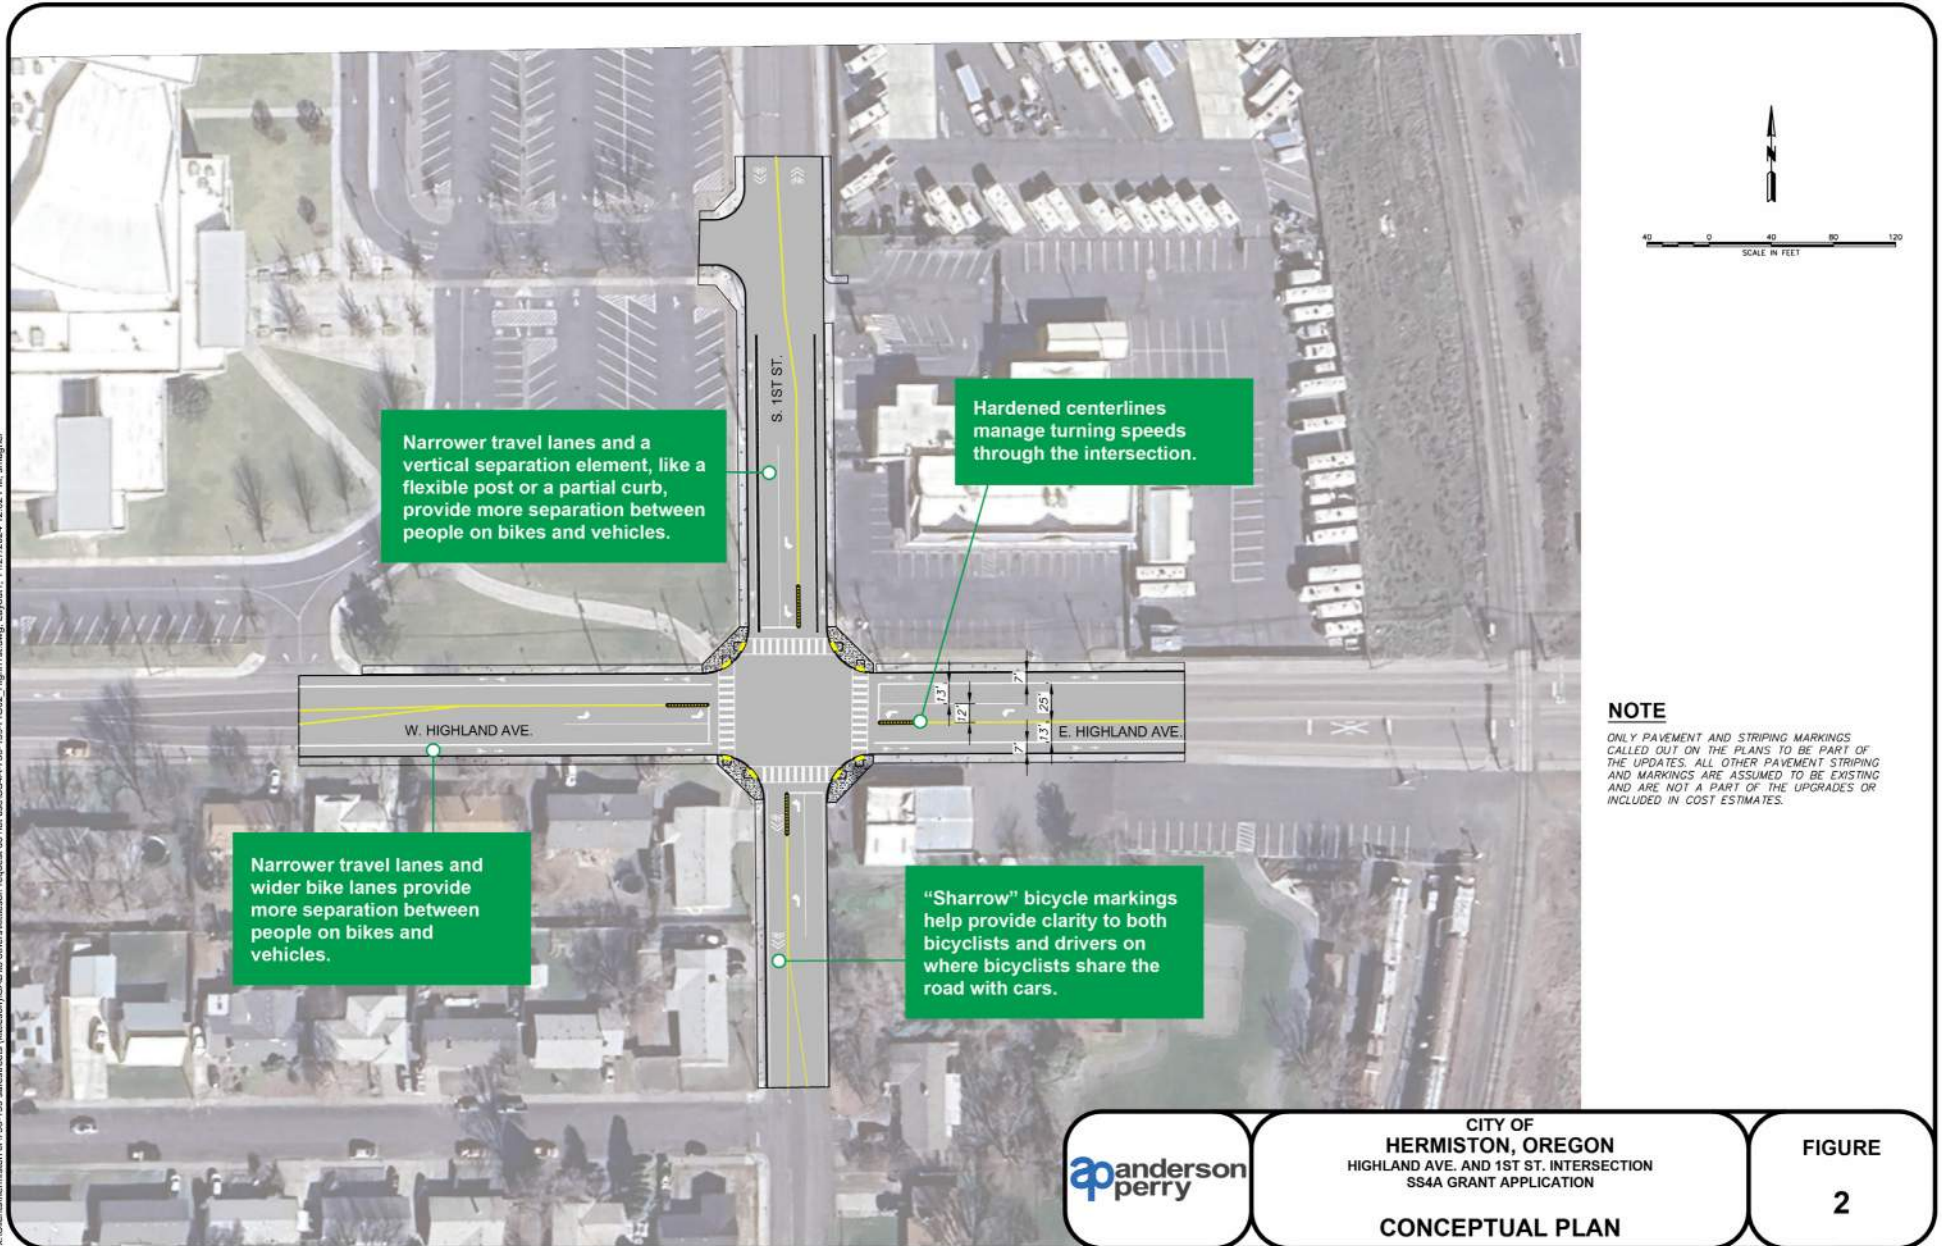 40 0 40 80 120
SCALE IN FEET
N
S. 1ST ST.
Narrower travel lanes and a
vertical separation element, like a
flexible post or a partial curb,
provide more separation between
people on bikes and vehicles.
Hardened centerlines
manage turning speeds
through the intersection.
W. HIGHLAND AVE.
E. HIGHLAND AVE.
13'
12'
7'
25'
13'
7'
NOTE
ONLY PAVEMENT AND STRIPING MARKINGS
CALLED OUT ON THE PLANS TO BE PART OF
THE UPDATES. ALL OTHER PAVEMENT STRIPING
AND MARKINGS ARE ASSUMED TO BE EXISTING
AND ARE NOT A PART OF THE UPGRADES OR
INCLUDED IN COST ESTIMATES.
Narrower travel lanes and
wider bike lanes provide
more separation between
people on bikes and
vehicles.
“Sharrow” bicycle markings
help provide clarity to both
bicyclists and drivers on
where bicyclists share the
road with cars.
ap anderson
perry
CITY OF
HERMISTON, OREGON
HIGHLAND AVE. AND 1ST ST. INTERSECTION
SS4A GRANT APPLICATION
CONCEPTUAL PLAN
FIGURE
2